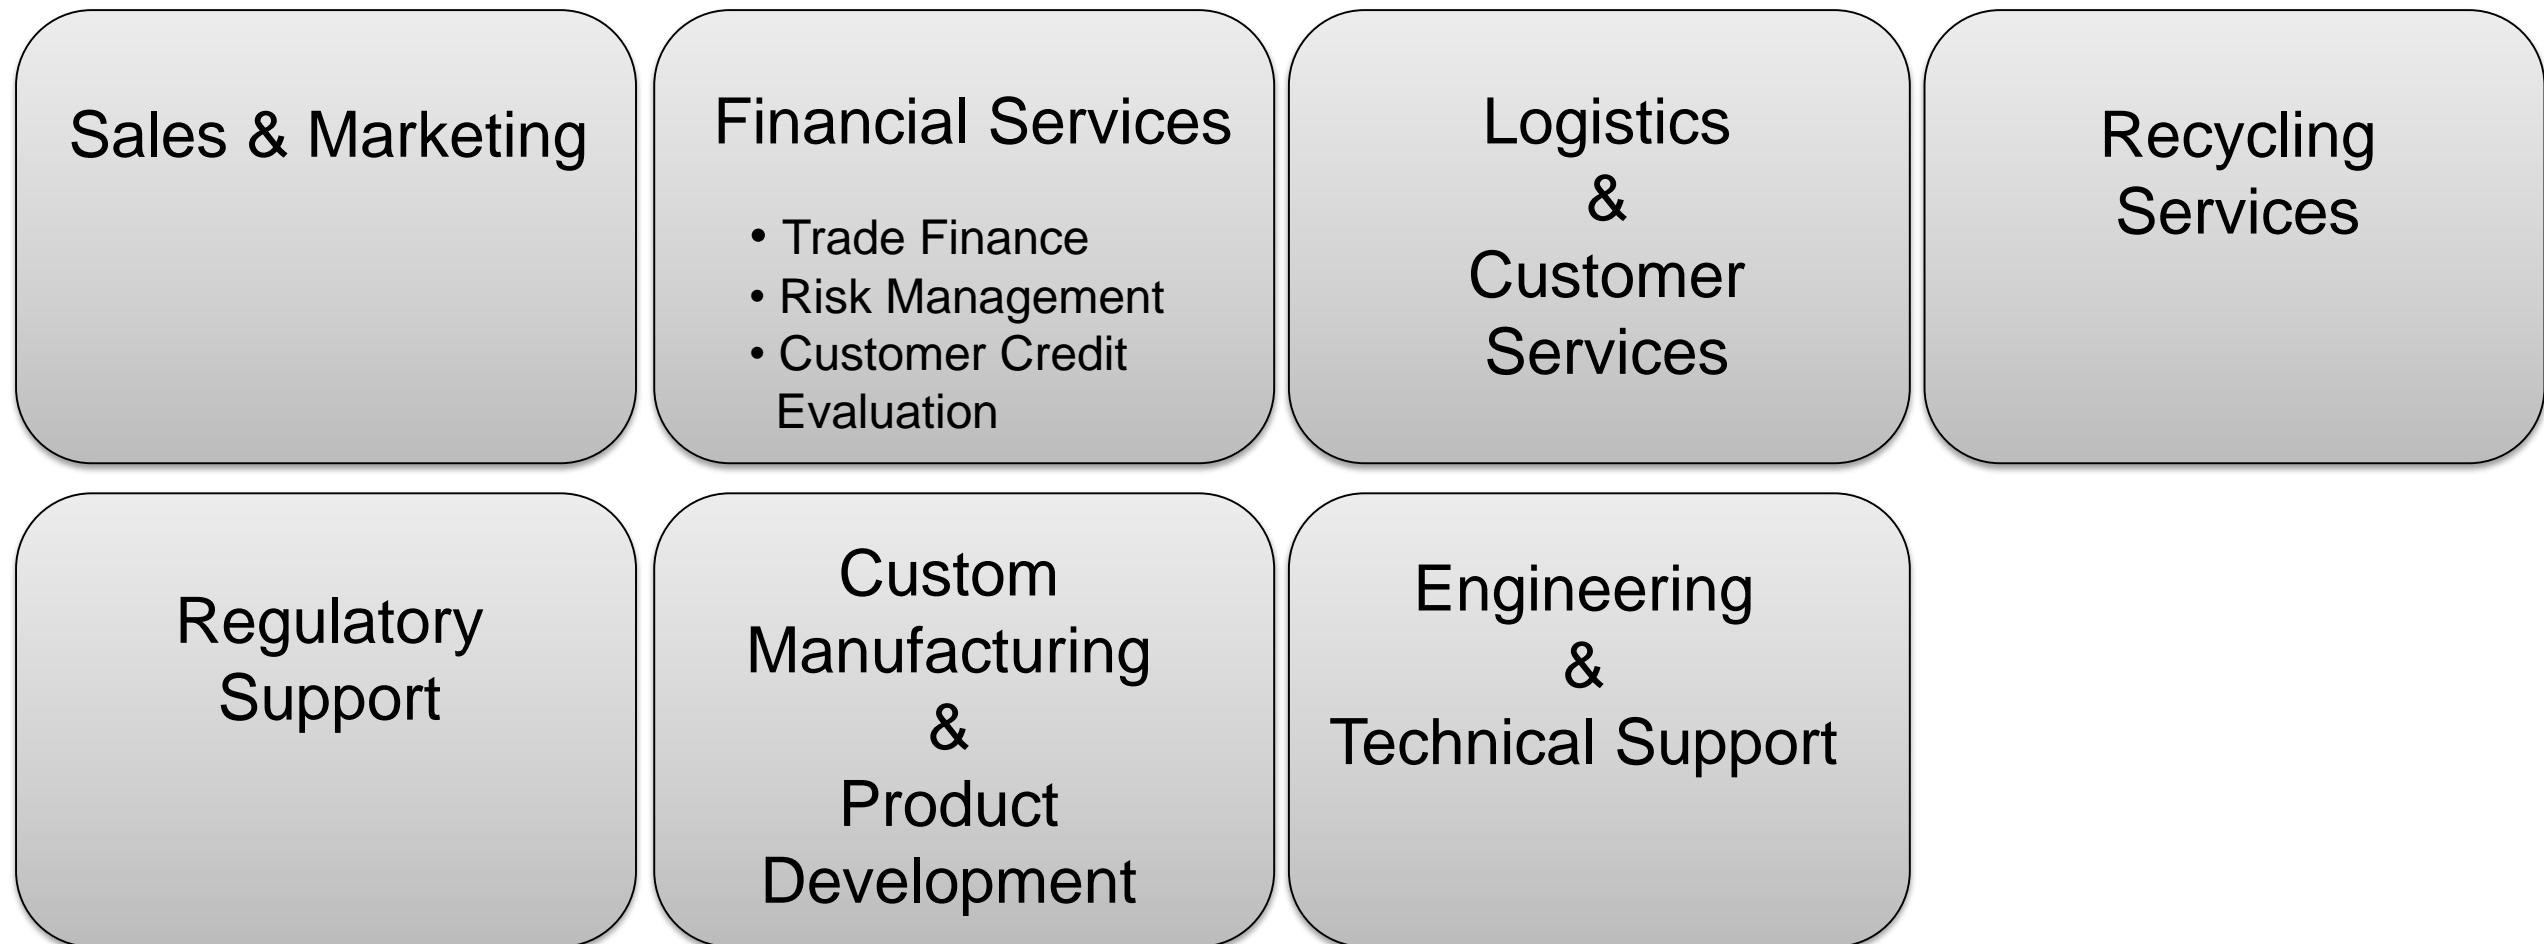 Sales & Marketing
Financial Services
• Trade Finance
• Risk Management
• Customer Credit
Evaluation
Logistics
&
Customer
Services
Recycling
Services
Regulatory
Support
Custom
Manufacturing
&
Product
Development
Engineering
&
Technical Support